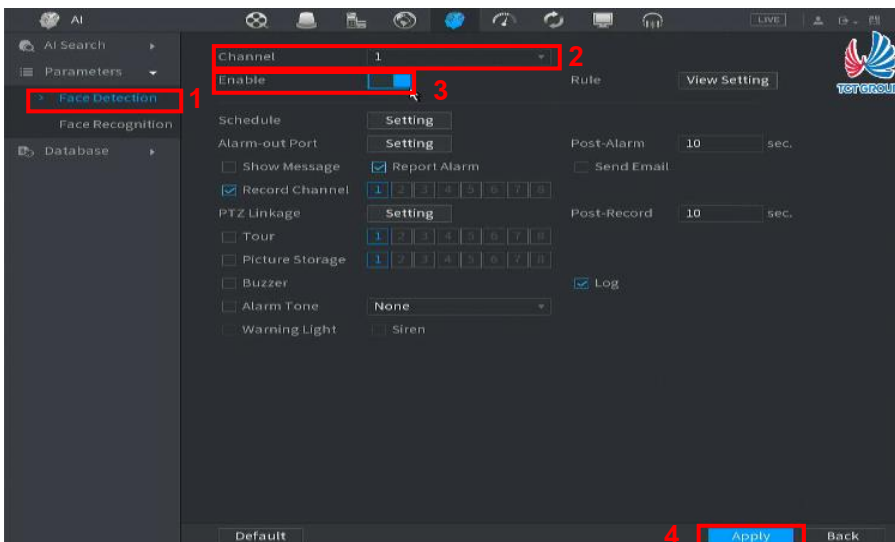 AI
LIVE
AI Search
Parameters
Face Detection 1
Face Recognition
Database
Channel 1 2
Enable 3 Rule View Setting
TOT GROUP
Schedule Setting
Alarm-out Port Setting Post-Alarm 10 sec.
Show Message Report Alarm Send Email
Record Channel 1 2 3 4 5 6 7 8
PTZ Linkage Setting Post-Record 10 sec.
Tour 1 2 3 4 5 6 7 8
Picture Storage 1 2 3 4 5 6 7 8
Buzzer Log
Alarm Tone None
Warning Light Siren
Default 4 Apply Back